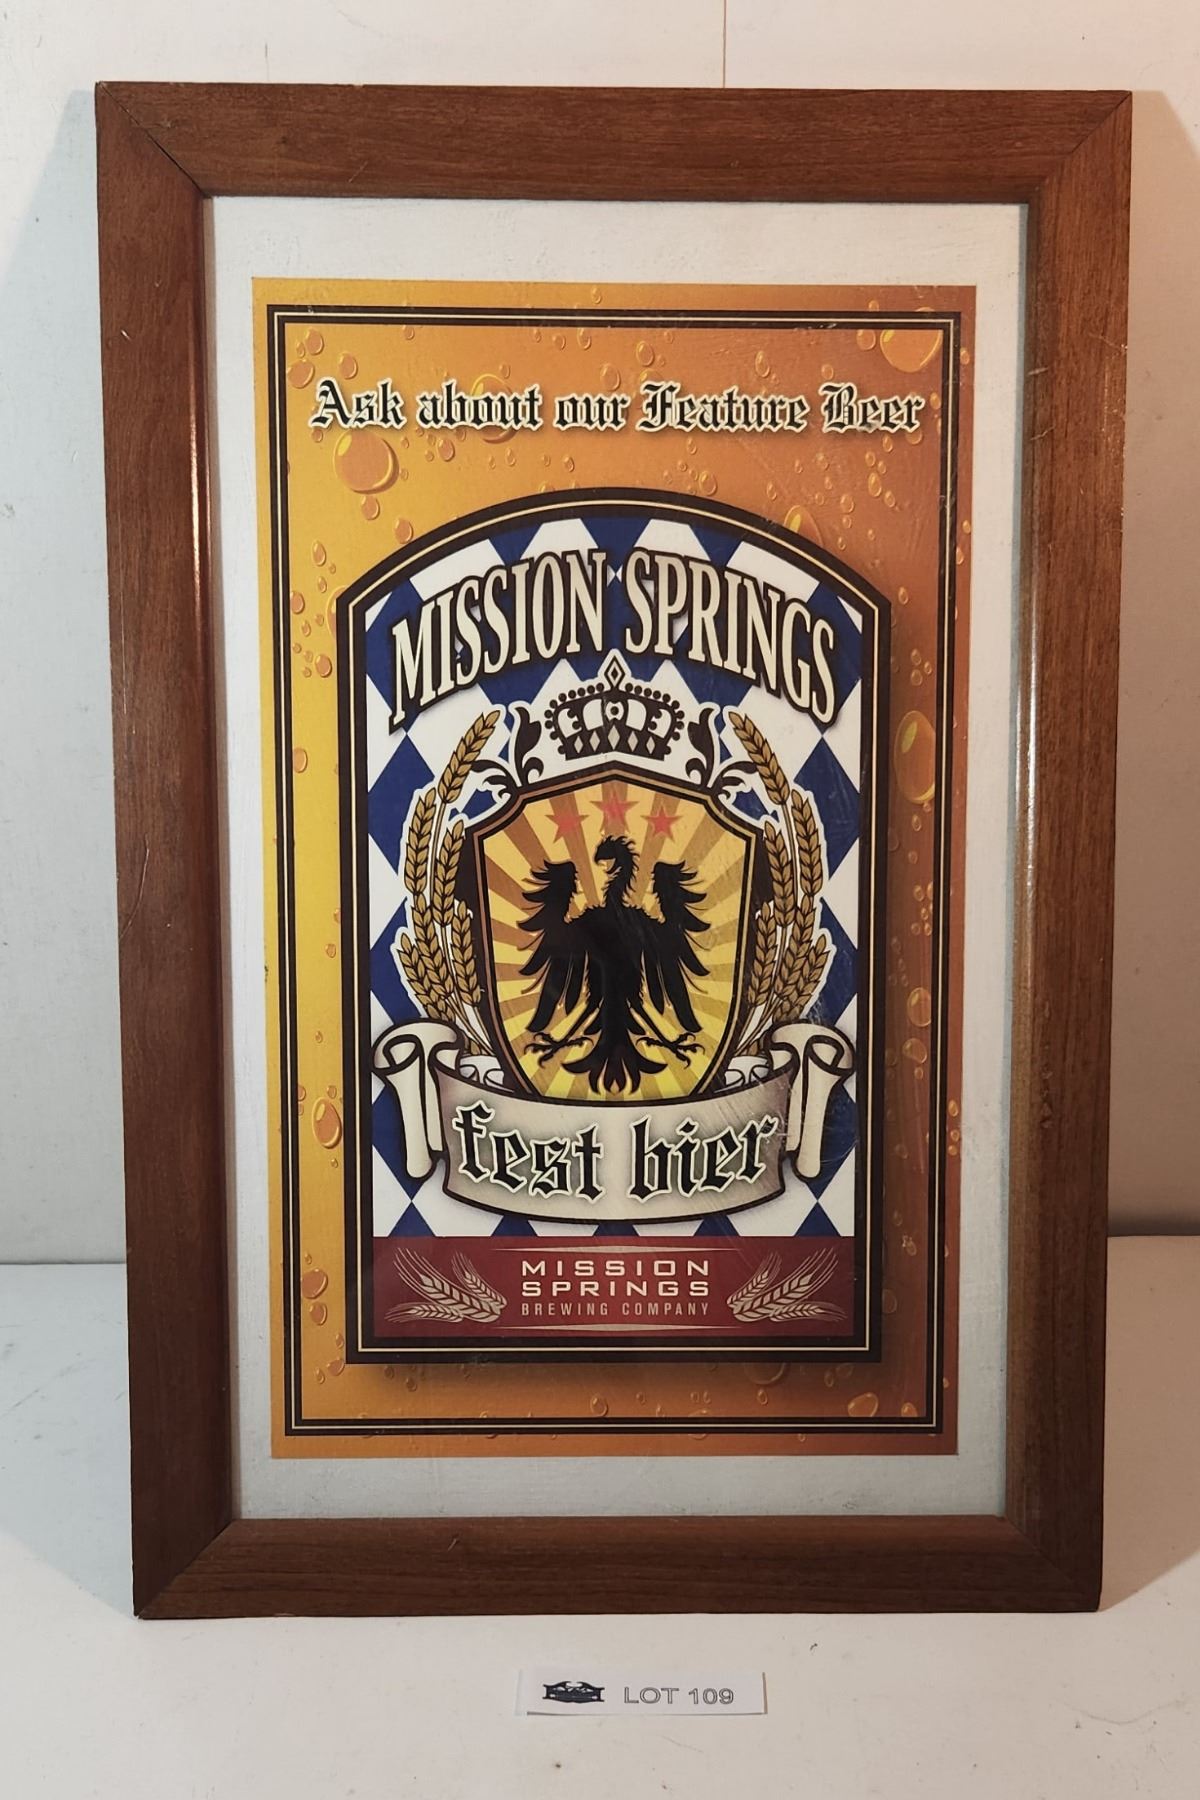 Ask about our Feature Beer
MISSION SPRINGS
fest bier
MISSION
SPRINGS
BREWING COMPANY
LOT 109